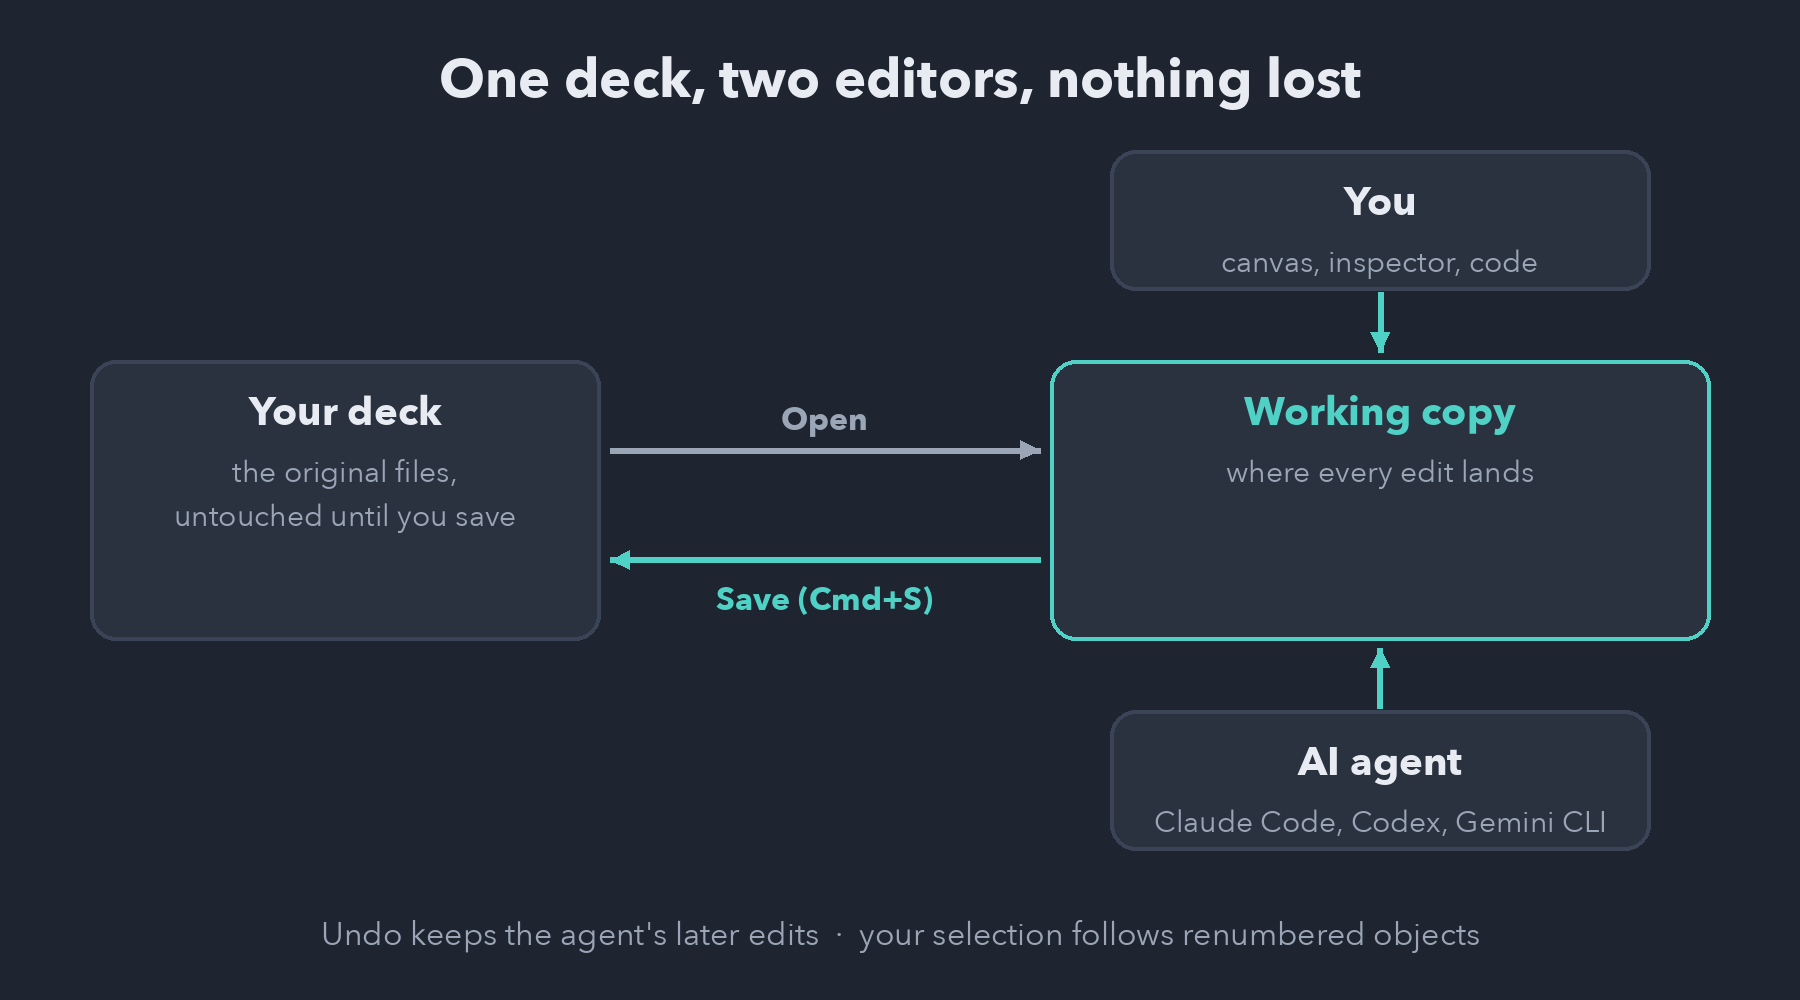 One deck, two editors, nothing lost
You
canvas, inspector, code
Your deck
the original files,
untouched until you save
Open
Save (Cmd+S)
Working copy
where every edit lands
AI agent
Claude Code, Codex, Gemini CLI
Undo keeps the agent's later edits · your selection follows renumbered objects